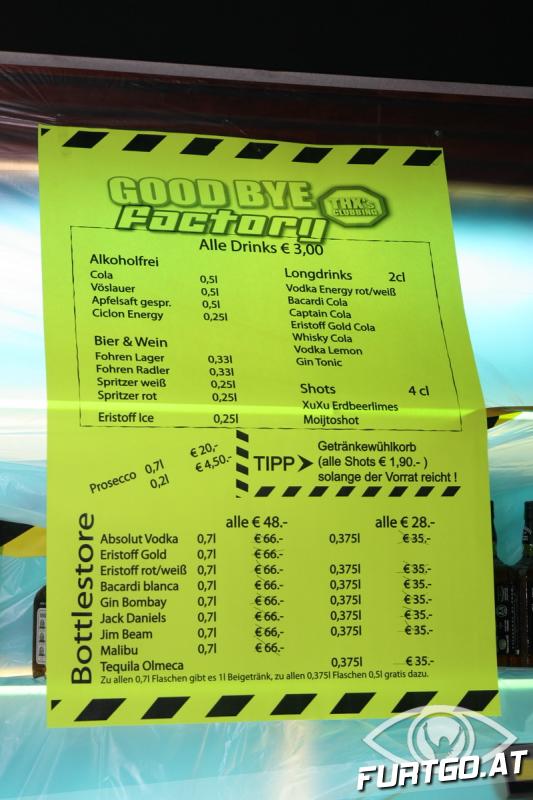 GOOD BYE
Factory
THX's
CLUBBING
Alle Drinks € 3,00
Alkoholfrei
Cola 0,5l
Vöslauer 0,5l
Apfelsaft gespr. 0,5l
Ciclon Energy 0,25l
Bier & Wein
Fohren Lager 0,33l
Fohren Radler 0,33l
Spritzer weiß 0,25l
Spritzer rot 0,25l
Eristoff Ice 0,25l
Longdrinks 2cl
Vodka Energy rot/weiß
Bacardi Cola
Captain Cola
Eristoff Gold Cola
Whisky Cola
Vodka Lemon
Gin Tonic
Shots 4 cl
XuXu Erdbeerlimes
Moijtoshot
Prosecco 0,7l € 20,-
0,2l € 4,50.-
TIPP
Getränkewühlkorb
(alle Shots € 1,90.- )
solange der Vorrat reicht !
Bottlestore
alle € 48.- alle € 28.-
Absolut Vodka 0,7l € 66,- 0,375l € 35,-
Eristoff Gold 0,7l € 66,-
Eristoff rot/weiß 0,7l € 66,- 0,375l € 35.-
Bacardi blanca 0,7l € 66,- 0,375l € 35.-
Gin Bombay 0,7l € 66,- 0,375l € 35.-
Jack Daniels 0,7l € 66,- 0,375l € 35.-
Jim Beam 0,7l € 66,- 0,375l € 35.-
Malibu 0,7l € 66,-
Tequila Olmeca 0,375l € 35.-
Zu allen 0,7l Flaschen gibt es 1l Beigetränk, zu allen 0,375l Flaschen 0,5l gratis dazu.
FURTGO.AT